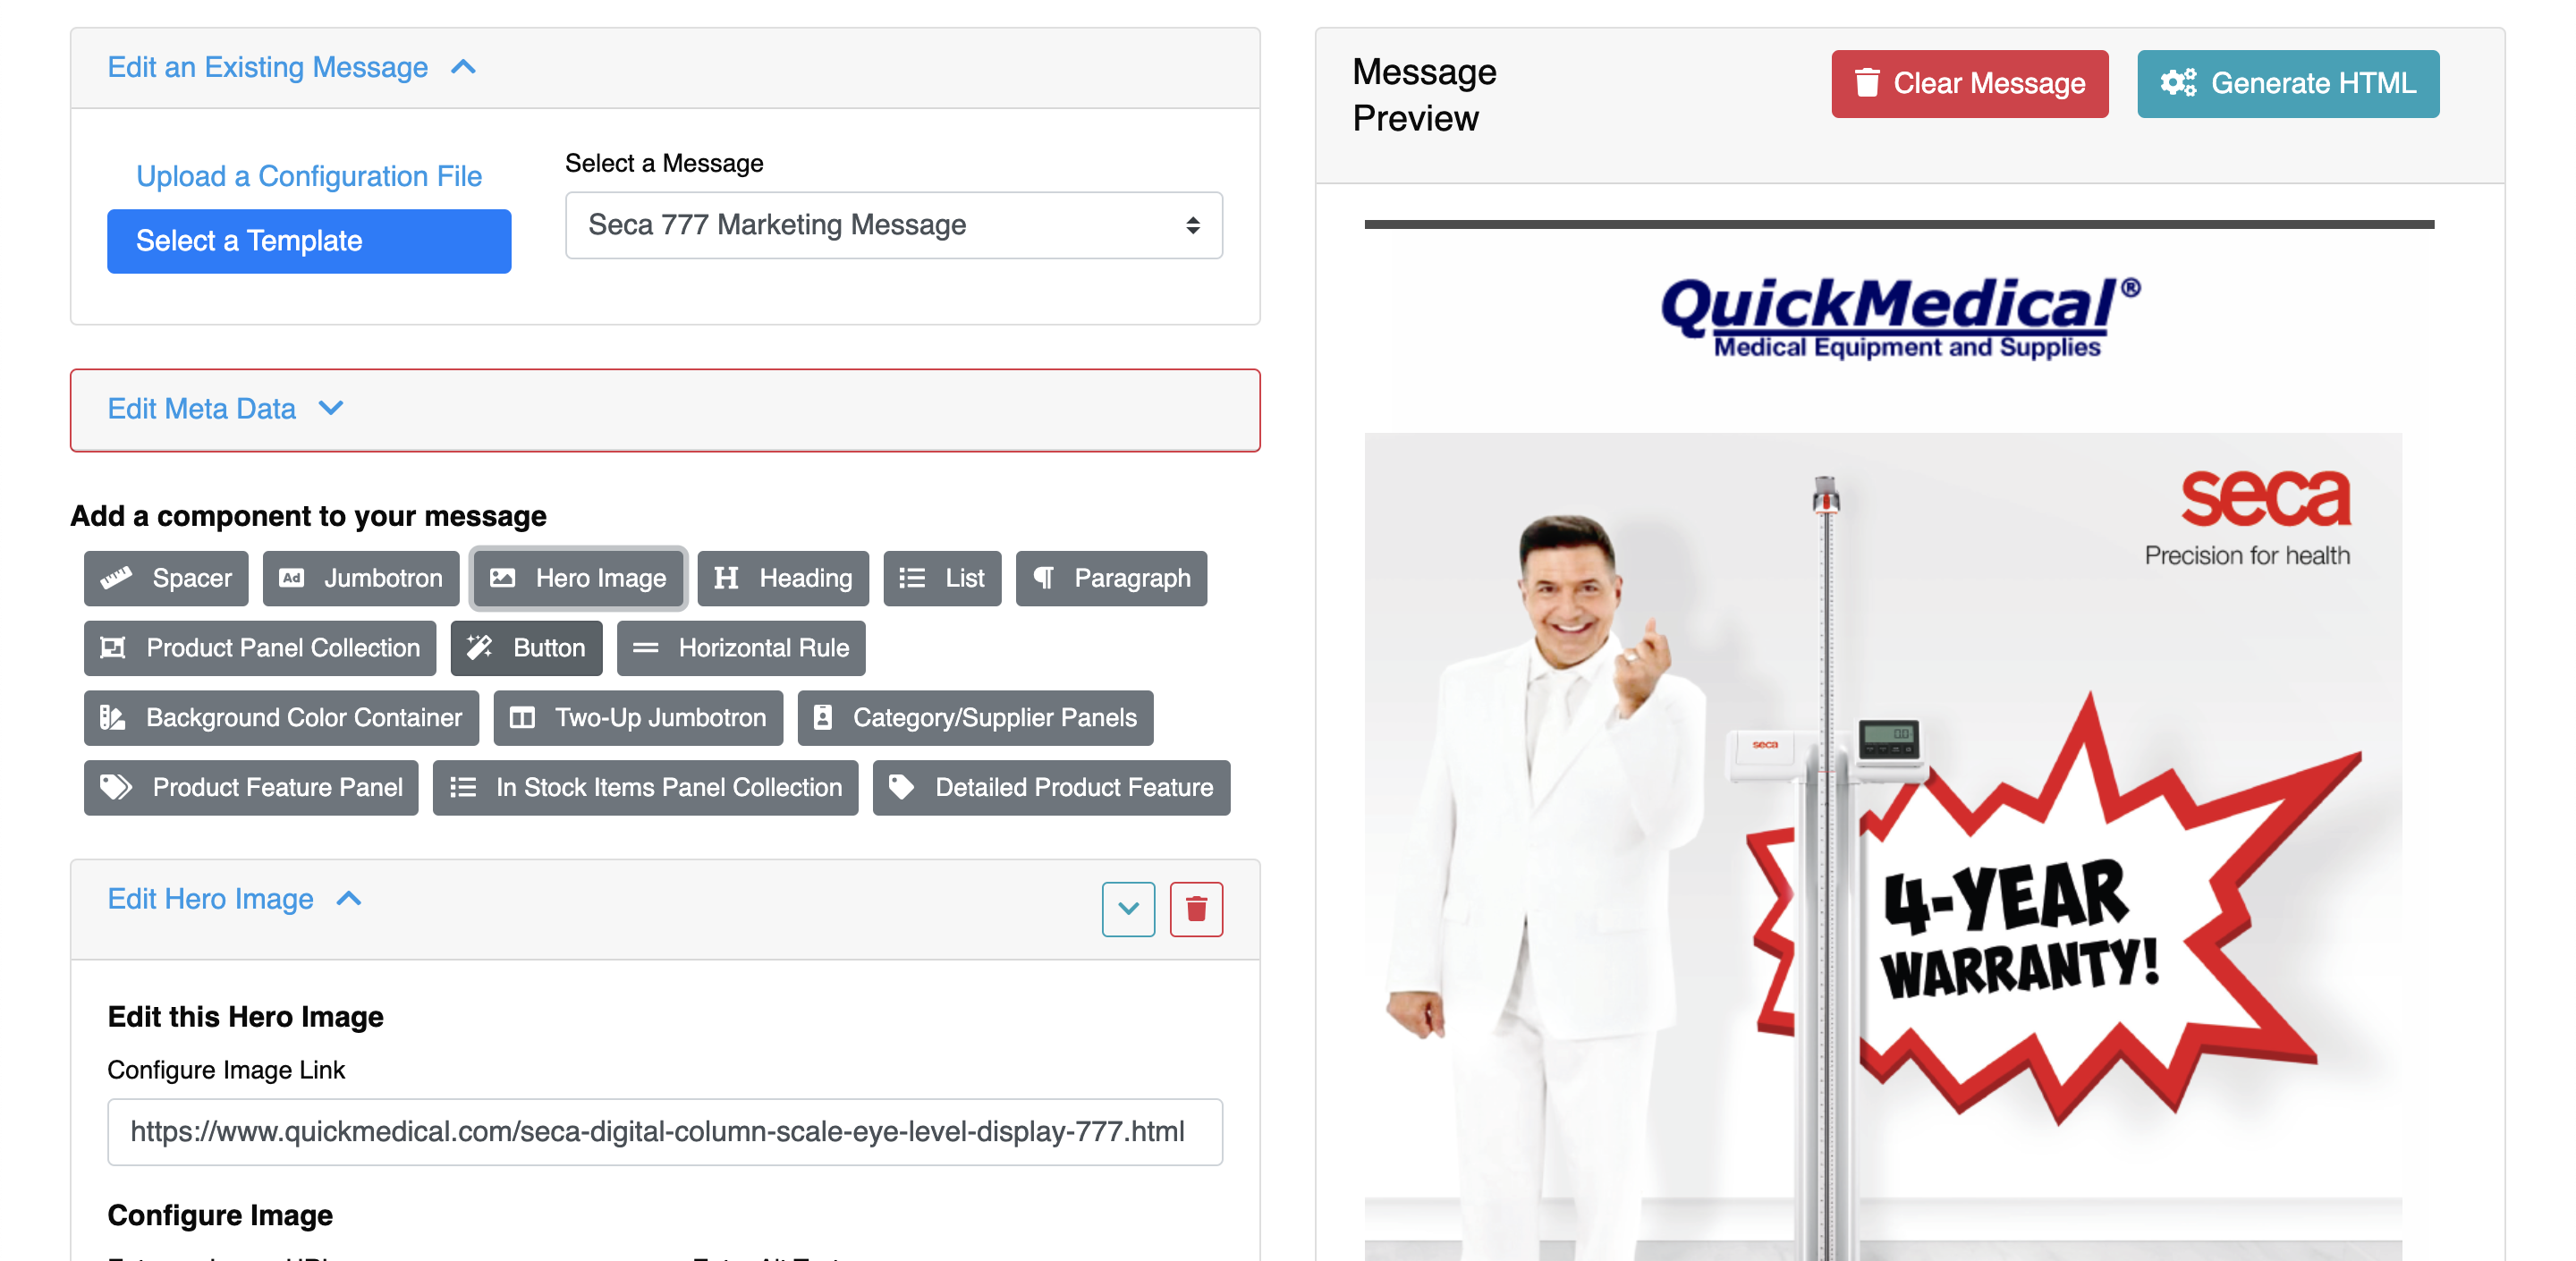 Edit an Existing Message
Upload a Configuration File
Select a Template
Select a Message
Seca 777 Marketing Message
Edit Meta Data
Add a component to your message
Spacer
Ad Jumbotron
Hero Image
H Heading
List
Paragraph
Product Panel Collection
Button
Horizontal Rule
Background Color Container
Two-Up Jumbotron
Category/Supplier Panels
Product Feature Panel
In Stock Items Panel Collection
Detailed Product Feature
Edit Hero Image
Edit this Hero Image
Configure Image Link
https://www.quickmedical.com/seca-digital-column-scale-eye-level-display-777.html
Configure Image
Message
Preview
Clear Message
Generate HTML
QuickMedical®
Medical Equipment and Supplies
seca
Precision for health
seca
0.0
4-YEAR
WARRANTY!